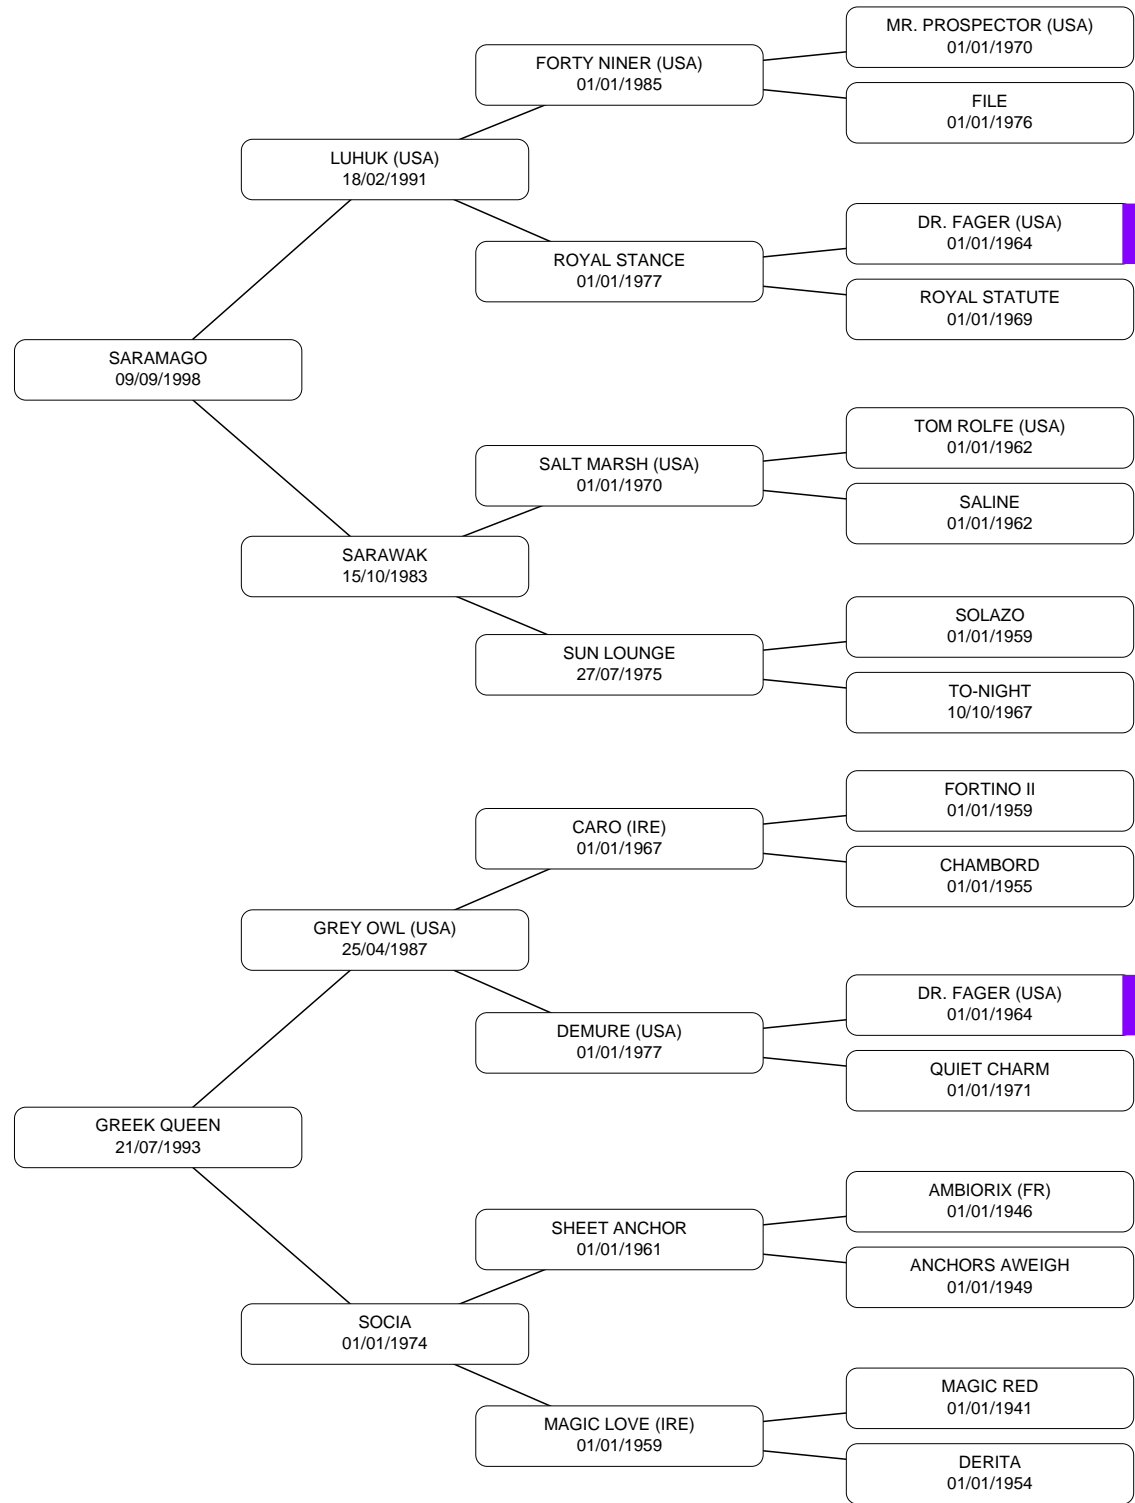 MR. PROSPECTOR (USA)
01/01/1970
FORTY NINER (USA)
01/01/1985
FILE
01/01/1976
LUHUK (USA)
18/02/1991
DR. FAGER (USA)
01/01/1964
ROYAL STANCE
01/01/1977
ROYAL STATUTE
01/01/1969
SARAMAGO
09/09/1998
TOM ROLFE (USA)
01/01/1962
SALT MARSH (USA)
01/01/1970
SALINE
01/01/1962
SARAWAK
15/10/1983
SOLAZO
01/01/1959
SUN LOUNGE
27/07/1975
TO-NIGHT
10/10/1967
FORTINO II
01/01/1959
CARO (IRE)
01/01/1967
CHAMBORD
01/01/1955
GREY OWL (USA)
25/04/1987
DR. FAGER (USA)
01/01/1964
DEMURE (USA)
01/01/1977
QUIET CHARM
01/01/1971
GREEK QUEEN
21/07/1993
AMBIORIX (FR)
01/01/1946
SHEET ANCHOR
01/01/1961
ANCHORS AWEIGH
01/01/1949
SOCIA
01/01/1974
MAGIC RED
01/01/1941
MAGIC LOVE (IRE)
01/01/1959
DERITA
01/01/1954